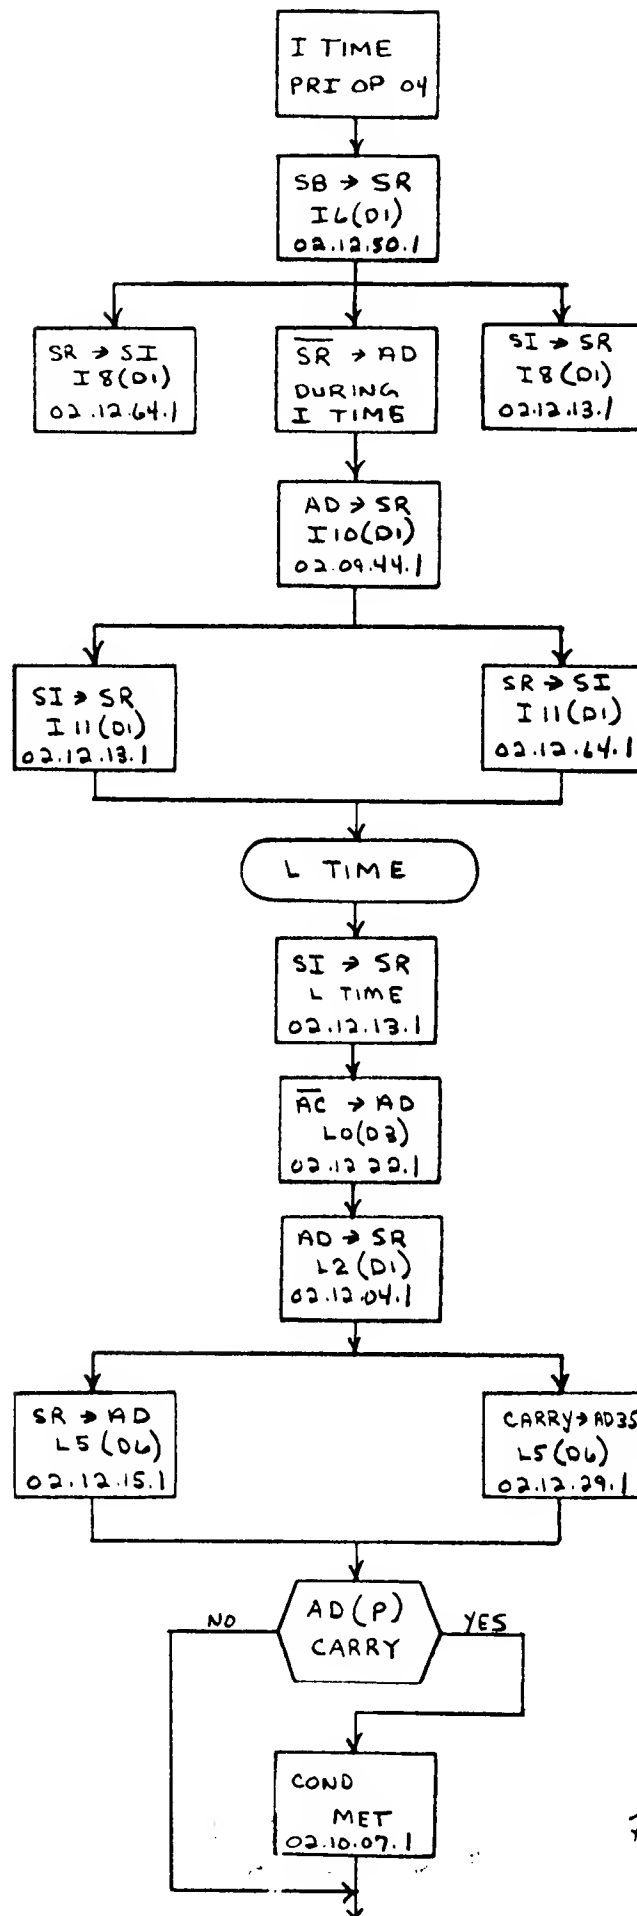 I TIME
PRI OP 04
SB → SR
I6(D1)
02.12.50.1
SR → SI
I8(D1)
02.12.64.1
S̅R̅ → AD
DURING
I TIME
SI → SR
I8(D1)
02.12.13.1
AD → SR
I10(D1)
02.09.44.1
SI → SR
I11(D1)
02.12.13.1
SR → SI
I11(D1)
02.12.64.1
L TIME
SI → SR
L TIME
02.12.13.1
A̅C̅ → AD
L0(D3)
02.12 22.1
AD → SR
L2(D1)
02.12.04.1
SR → AD
L5(D6)
02.12.15.1
CARRY → AD35
L5(D6)
02.12.29.1
NO
AD(P)
CARRY
YES
COND
MET
02.10.07.1